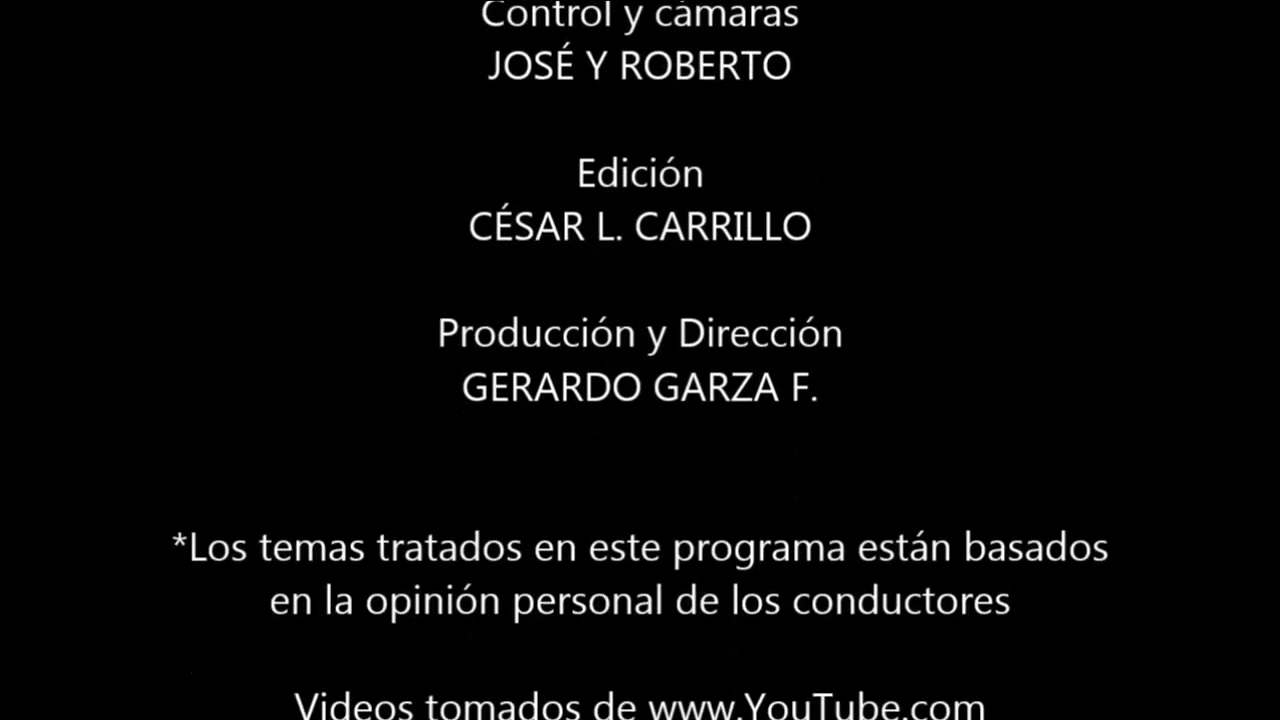 Control y cámaras
JOSÉ Y ROBERTO
Edición
CÉSAR L. CARRILLO
Producción y Dirección
GERARDO GARZA F.
*Los temas tratados en este programa están basados
en la opinión personal de los conductores
Videos tomados de www.YouTube.com